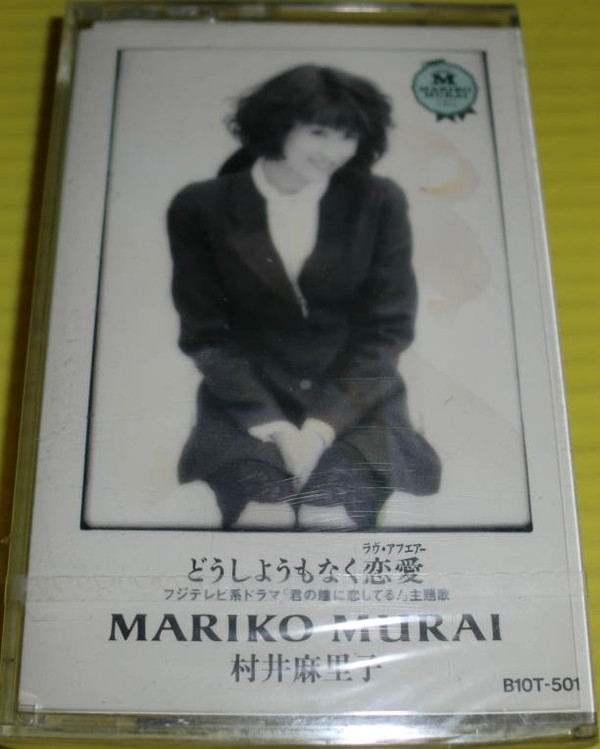 M
MARIKO
MURAI
ラヴ・アフェアー
どうしようもなく恋愛
フジテレビ系ドラマ「君の瞳に恋してる!」主題歌
MARIKO MURAI
村井麻里子
B10T-501